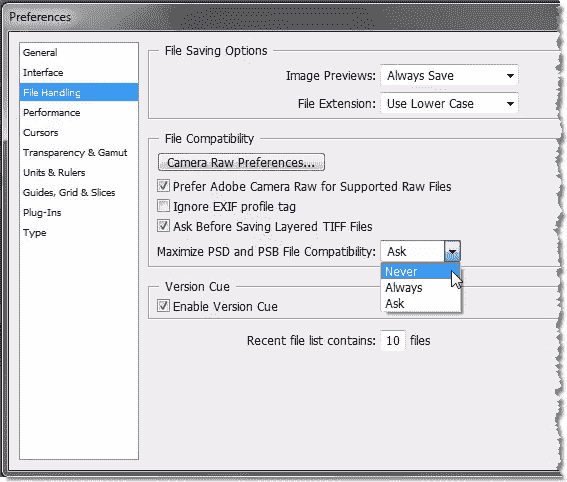 Preferences
General
Interface
File Handling
Performance
Cursors
Transparency & Gamut
Units & Rulers
Guides, Grid & Slices
Plug-Ins
Type
File Saving Options
Image Previews: Always Save
File Extension: Use Lower Case
File Compatibility
Camera Raw Preferences...
Prefer Adobe Camera Raw for Supported Raw Files
Ignore EXIF profile tag
Ask Before Saving Layered TIFF Files
Maximize PSD and PSB File Compatibility: Ask
Never
Always
Ask
Version Cue
Enable Version Cue
Recent file list contains: 10 files